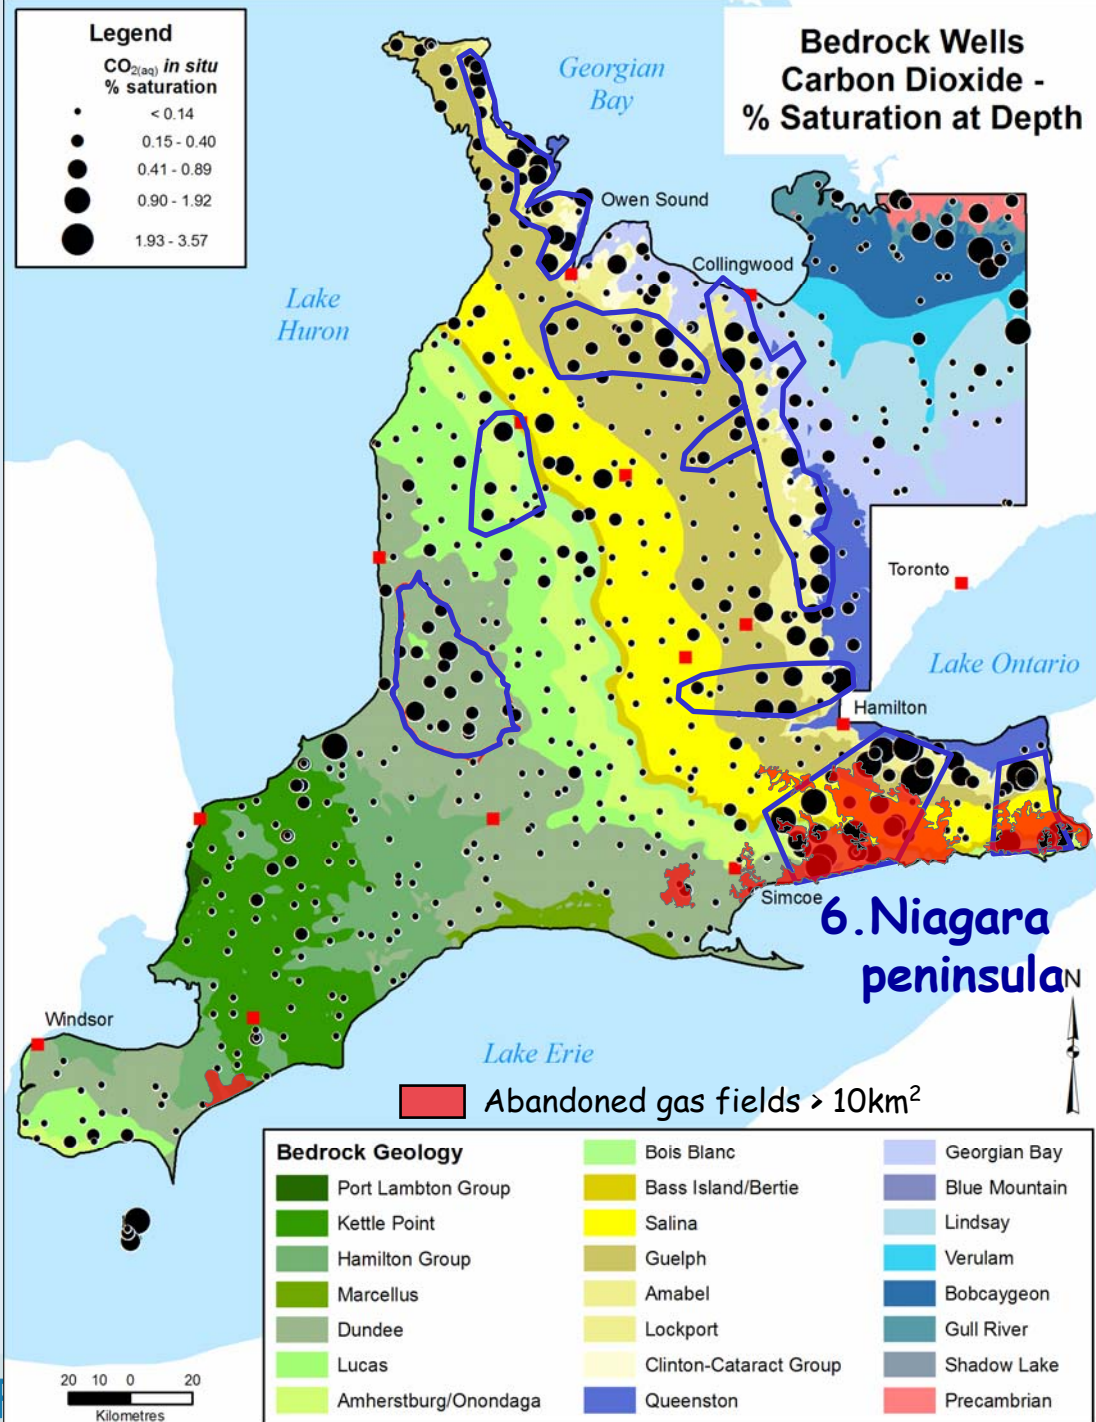 Legend
CO2(aq) in situ
% saturation
< 0.14
0.15 - 0.40
0.41 - 0.89
0.90 - 1.92
1.93 - 3.57
Bedrock Wells
Carbon Dioxide -
% Saturation at Depth
Georgian
Bay
Owen Sound
Collingwood
Lake
Huron
Toronto
Lake Ontario
Hamilton
Simcoe
6.Niagara
peninsula
N
Windsor
Lake Erie
Abandoned gas fields > 10km²
Bedrock Geology
Port Lambton Group
Kettle Point
Hamilton Group
Marcellus
Dundee
Lucas
Amherstburg/Onondaga
Bois Blanc
Bass Island/Bertie
Salina
Guelph
Amabel
Lockport
Clinton-Cataract Group
Queenston
Georgian Bay
Blue Mountain
Lindsay
Verulam
Bobcaygeon
Gull River
Shadow Lake
Precambrian
20 10 0 20
Kilometres